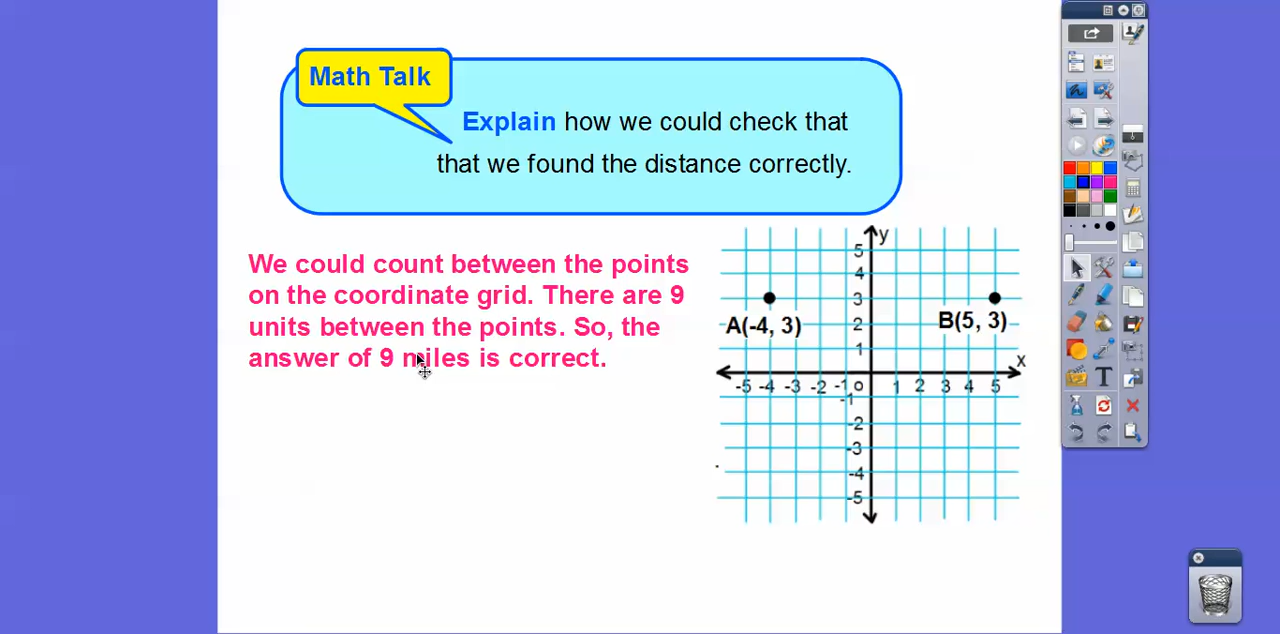 Math Talk
Explain how we could check that
that we found the distance correctly.
We could count between the points
on the coordinate grid. There are 9
units between the points. So, the
answer of 9 miles is correct.
y
5
4
3
A(-4, 3)
2
B(5, 3)
1
x
-5 -4 -3 -2 -1 o 1 2 3 4 5
-1
-2
-3
-4
-5
T